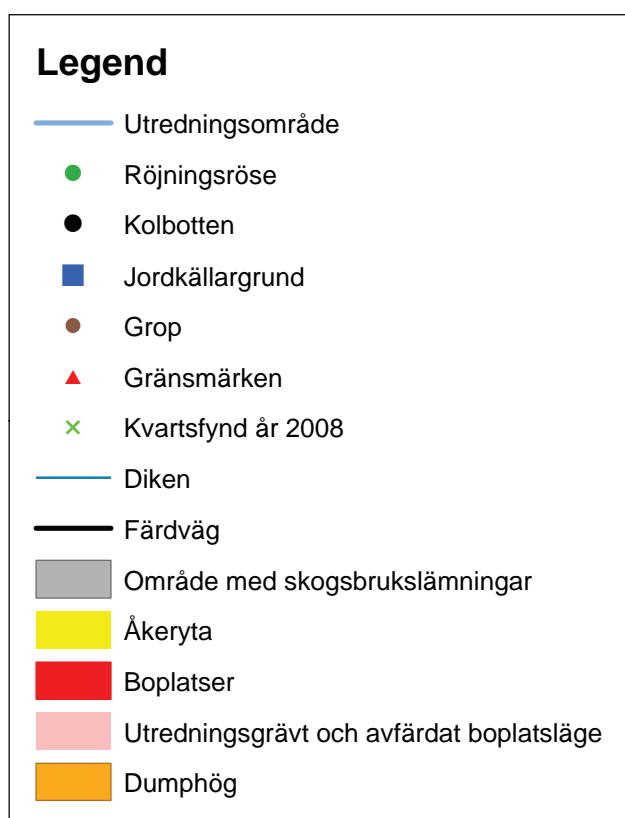 Legend
Utredningsområde
Röjningsröse
Kolbotten
Jordkällargrund
Grop
Gränsmärken
Kvartsfynd år 2008
Diken
Färdväg
Område med skogsbrukslämningar
Åkeryta
Boplatser
Utredningsgrävt och avfärdat boplatsläge
Dumphög